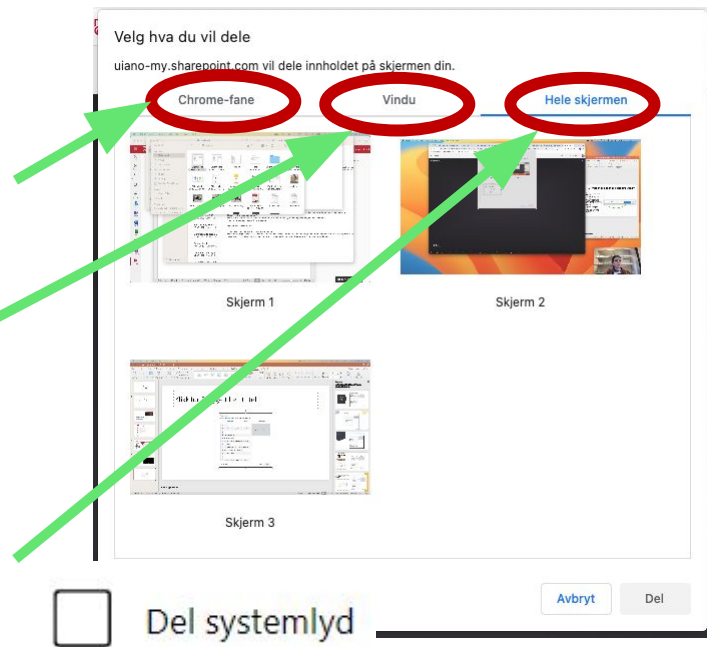 Velg hva du vil dele
uiano-my.sharepoint.com vil dele innholdet på skjermen din.
Chrome-fane Vindu Hele skjermen
Skjerm 1 Skjerm 2
Skjerm 3
Avbryt Del
Del systemlyd